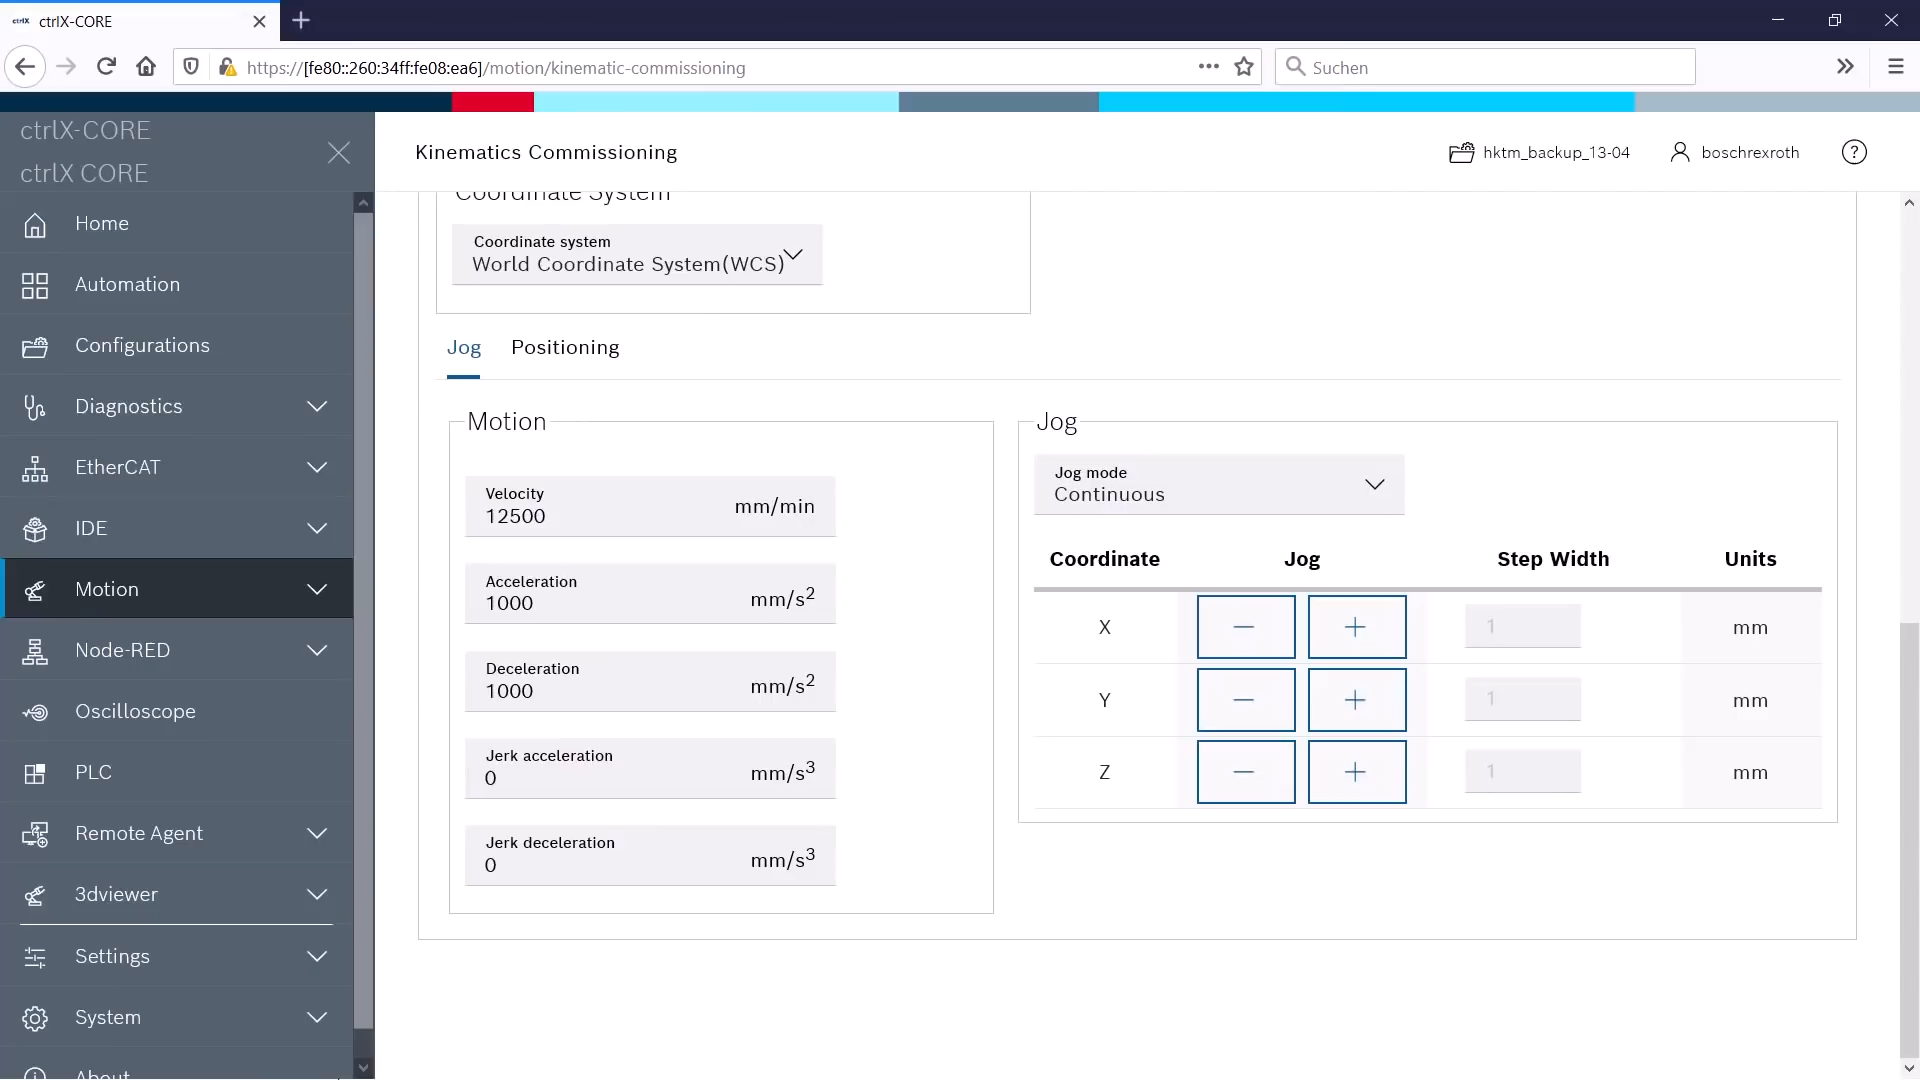 ctrlX ctrlX-CORE
https://[fe80::260:34ff:fe08:ea6]/motion/kinematic-commissioning
Suchen
ctrlX-CORE
ctrlX CORE
Kinematics Commissioning
hktm_backup_13-04
boschrexroth
?
Home
Automation
Configurations
Diagnostics
EtherCAT
IDE
Motion
Node-RED
Oscilloscope
PLC
Remote Agent
3dviewer
Settings
System
About
Coordinate System
Coordinate system
World Coordinate System(WCS)
Jog Positioning
Motion
Velocity
12500 mm/min
Acceleration
1000 mm/s²
Deceleration
1000 mm/s²
Jerk acceleration
0 mm/s³
Jerk deceleration
0 mm/s³
Jog
Jog mode
Continuous
Coordinate Jog Step Width Units
X — + 1 mm
Y — + 1 mm
Z — + 1 mm